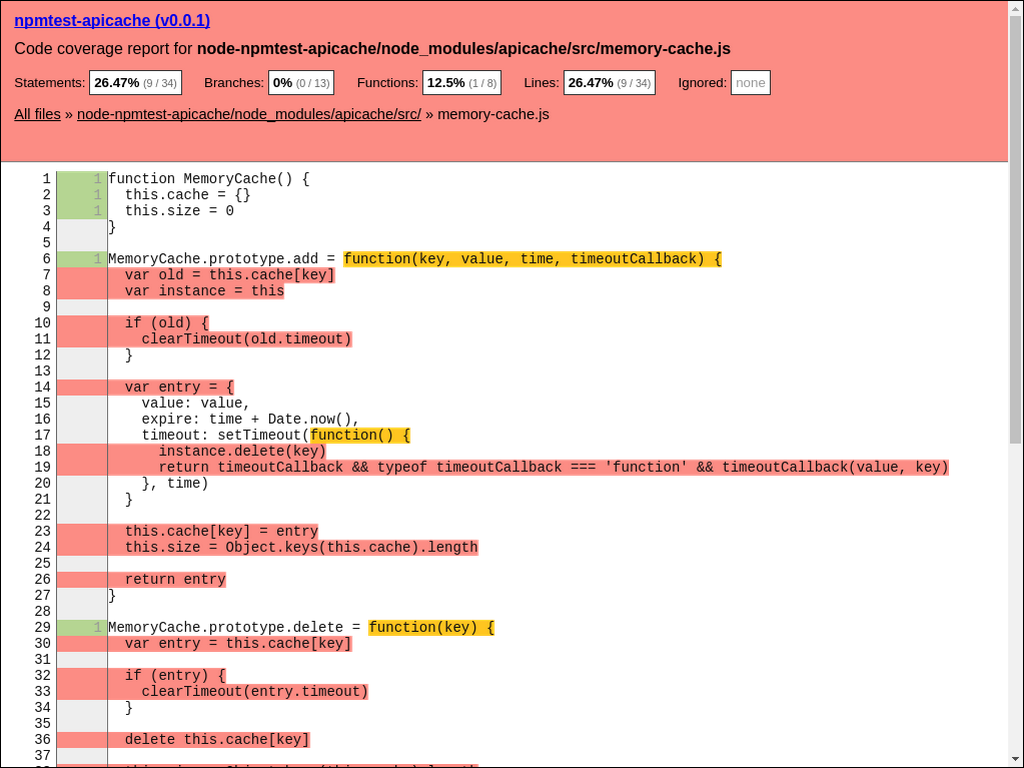 npmtest-apicache (v0.0.1)
Code coverage report for node-npmtest-apicache/node_modules/apicache/src/memory-cache.js
Statements: 26.47% (9 / 34) Branches: 0% (0 / 13) Functions: 12.5% (1 / 8) Lines: 26.47% (9 / 34) Ignored: none
All files » node-npmtest-apicache/node_modules/apicache/src/ » memory-cache.js
1 1 function MemoryCache() {
2 1   this.cache = {}
3 1   this.size = 0
4 }
5
6 1 MemoryCache.prototype.add = function(key, value, time, timeoutCallback) {
7   var old = this.cache[key]
8   var instance = this
9
10   if (old) {
11     clearTimeout(old.timeout)
12   }
13
14   var entry = {
15     value: value,
16     expire: time + Date.now(),
17     timeout: setTimeout(function() {
18       instance.delete(key)
19       return timeoutCallback && typeof timeoutCallback === 'function' && timeoutCallback(value, key)
20     }, time)
21   }
22
23   this.cache[key] = entry
24   this.size = Object.keys(this.cache).length
25
26   return entry
27 }
28
29 1 MemoryCache.prototype.delete = function(key) {
30   var entry = this.cache[key]
31
32   if (entry) {
33     clearTimeout(entry.timeout)
34   }
35
36   delete this.cache[key]
37